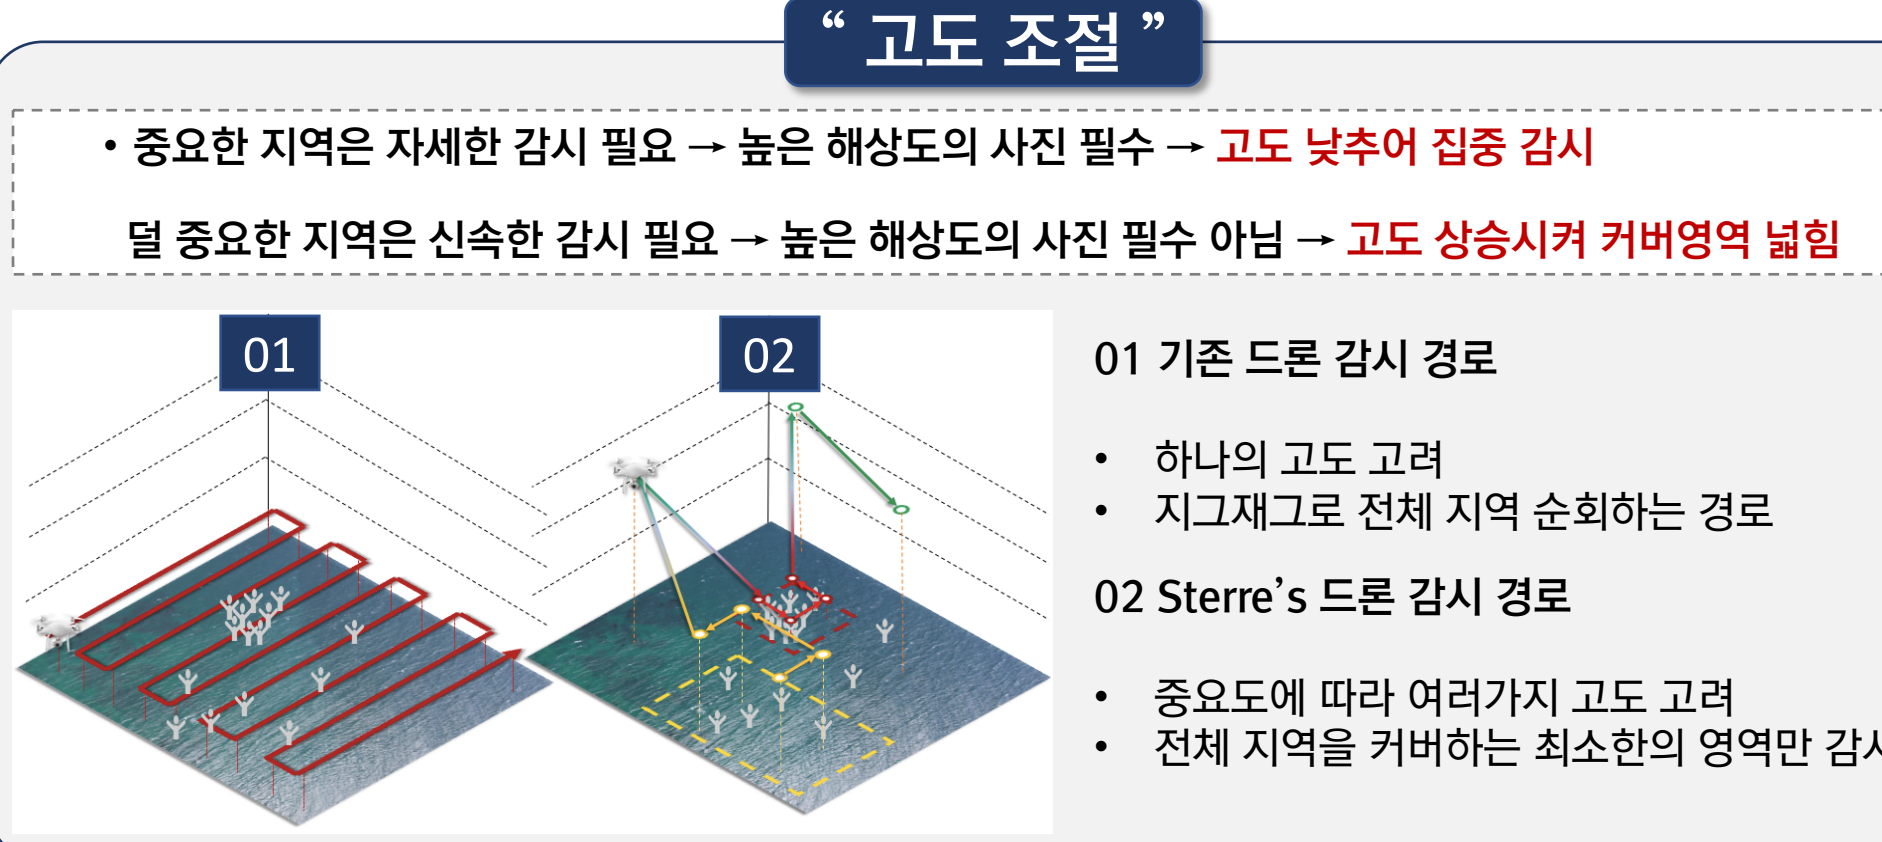 “ 고도 조절 ”
• 중요한 지역은 자세한 감시 필요 → 높은 해상도의 사진 필수 → 고도 낮추어 집중 감시
덜 중요한 지역은 신속한 감시 필요 → 높은 해상도의 사진 필수 아님 → 고도 상승시켜 커버영역 넓힘
01
02
01 기존 드론 감시 경로
• 하나의 고도 고려
• 지그재그로 전체 지역 순회하는 경로
02 Sterre’s 드론 감시 경로
• 중요도에 따라 여러가지 고도 고려
• 전체 지역을 커버하는 최소한의 영역만 감시